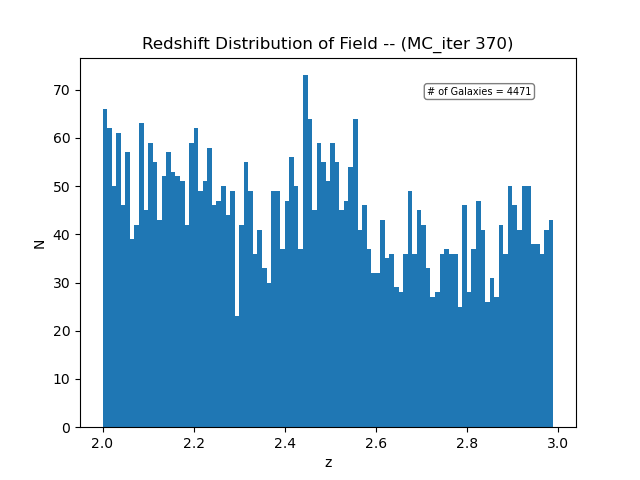 Redshift Distribution of Field -- (MC_iter 370)
# of Galaxies = 4471
70
60
50
40
30
20
10
0
N
2.0 2.2 2.4 2.6 2.8 3.0
z